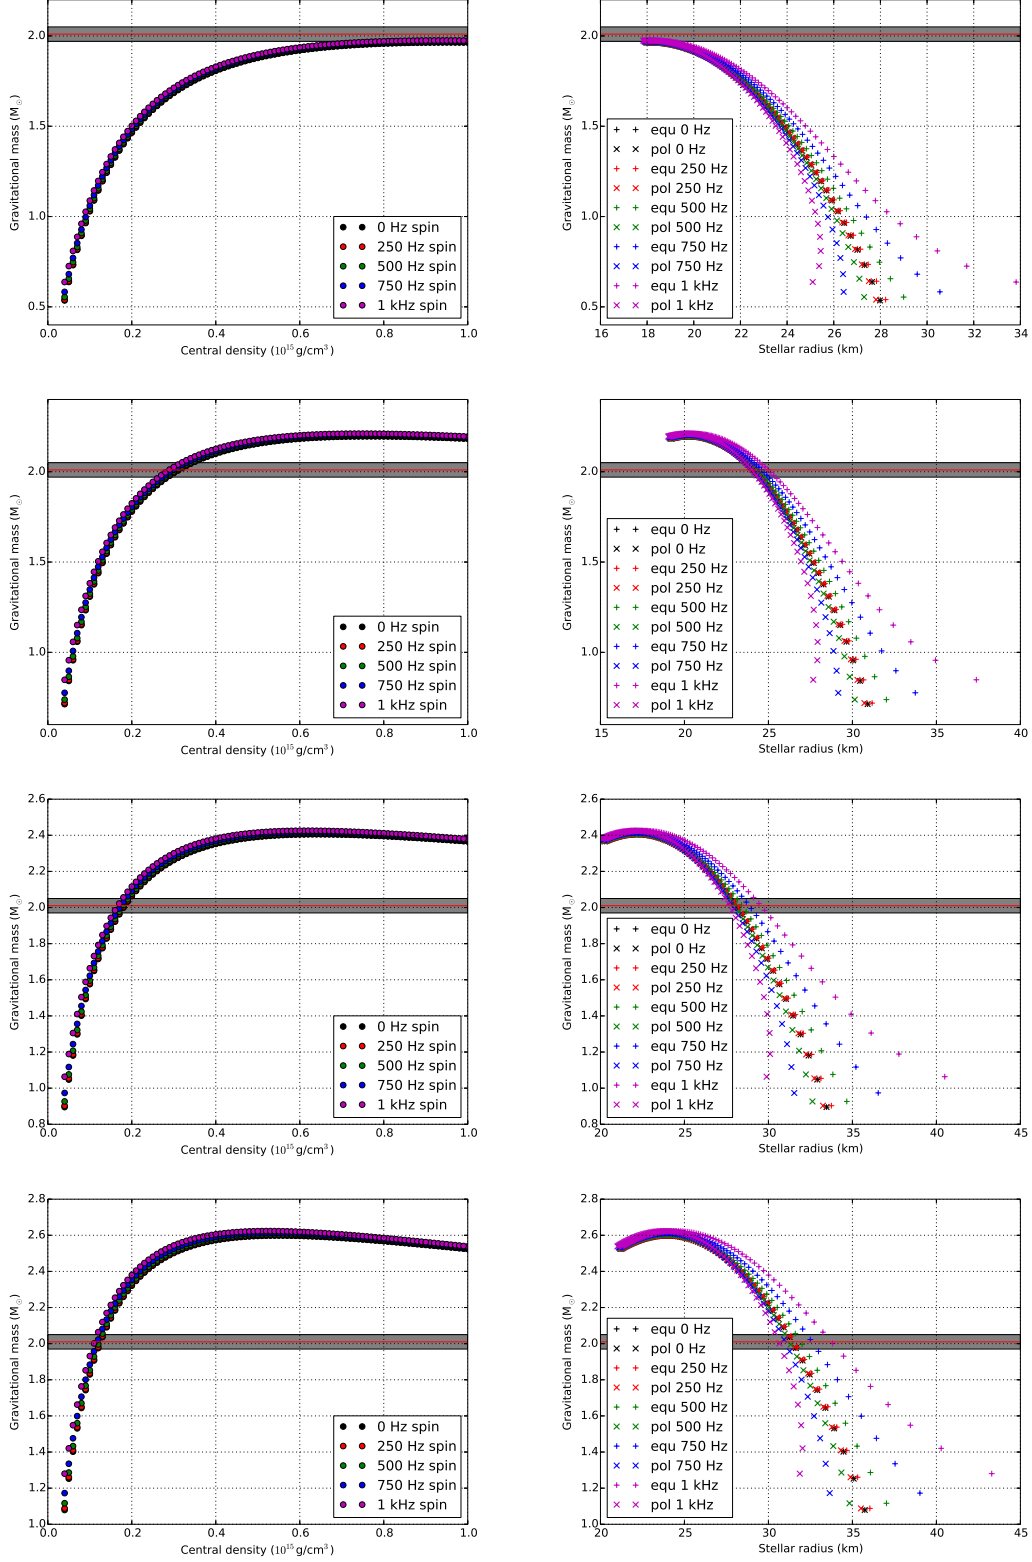 2.0
1.5
1.0
0.5
0.0 0.2 0.4 0.6 0.8 1.0
Gravitational mass (M☉)
Central density (10¹⁵ g/cm³)
0 Hz spin
250 Hz spin
500 Hz spin
750 Hz spin
1 kHz spin
2.0
1.5
1.0
0.5
16 18 20 22 24 26 28 30 32 34
Gravitational mass (M☉)
Stellar radius (km)
equ 0 Hz
pol 0 Hz
equ 250 Hz
pol 250 Hz
equ 500 Hz
pol 500 Hz
equ 750 Hz
pol 750 Hz
equ 1 kHz
pol 1 kHz
2.0
1.5
1.0
0.0 0.2 0.4 0.6 0.8 1.0
Gravitational mass (M☉)
Central density (10¹⁵ g/cm³)
0 Hz spin
250 Hz spin
500 Hz spin
750 Hz spin
1 kHz spin
2.0
1.5
1.0
15 20 25 30 35 40
Gravitational mass (M☉)
Stellar radius (km)
equ 0 Hz
pol 0 Hz
equ 250 Hz
pol 250 Hz
equ 500 Hz
pol 500 Hz
equ 750 Hz
pol 750 Hz
equ 1 kHz
pol 1 kHz
2.6
2.4
2.2
2.0
1.8
1.6
1.4
1.2
1.0
0.8
0.0 0.2 0.4 0.6 0.8 1.0
Gravitational mass (M☉)
Central density (10¹⁵ g/cm³)
0 Hz spin
250 Hz spin
500 Hz spin
750 Hz spin
1 kHz spin
2.6
2.4
2.2
2.0
1.8
1.6
1.4
1.2
1.0
0.8
20 25 30 35 40 45
Gravitational mass (M☉)
Stellar radius (km)
equ 0 Hz
pol 0 Hz
equ 250 Hz
pol 250 Hz
equ 500 Hz
pol 500 Hz
equ 750 Hz
pol 750 Hz
equ 1 kHz
pol 1 kHz
2.8
2.6
2.4
2.2
2.0
1.8
1.6
1.4
1.2
1.0
0.0 0.2 0.4 0.6 0.8 1.0
Gravitational mass (M☉)
Central density (10¹⁵ g/cm³)
0 Hz spin
250 Hz spin
500 Hz spin
750 Hz spin
1 kHz spin
2.8
2.6
2.4
2.2
2.0
1.8
1.6
1.4
1.2
1.0
20 25 30 35 40 45
Gravitational mass (M☉)
Stellar radius (km)
equ 0 Hz
pol 0 Hz
equ 250 Hz
pol 250 Hz
equ 500 Hz
pol 500 Hz
equ 750 Hz
pol 750 Hz
equ 1 kHz
pol 1 kHz